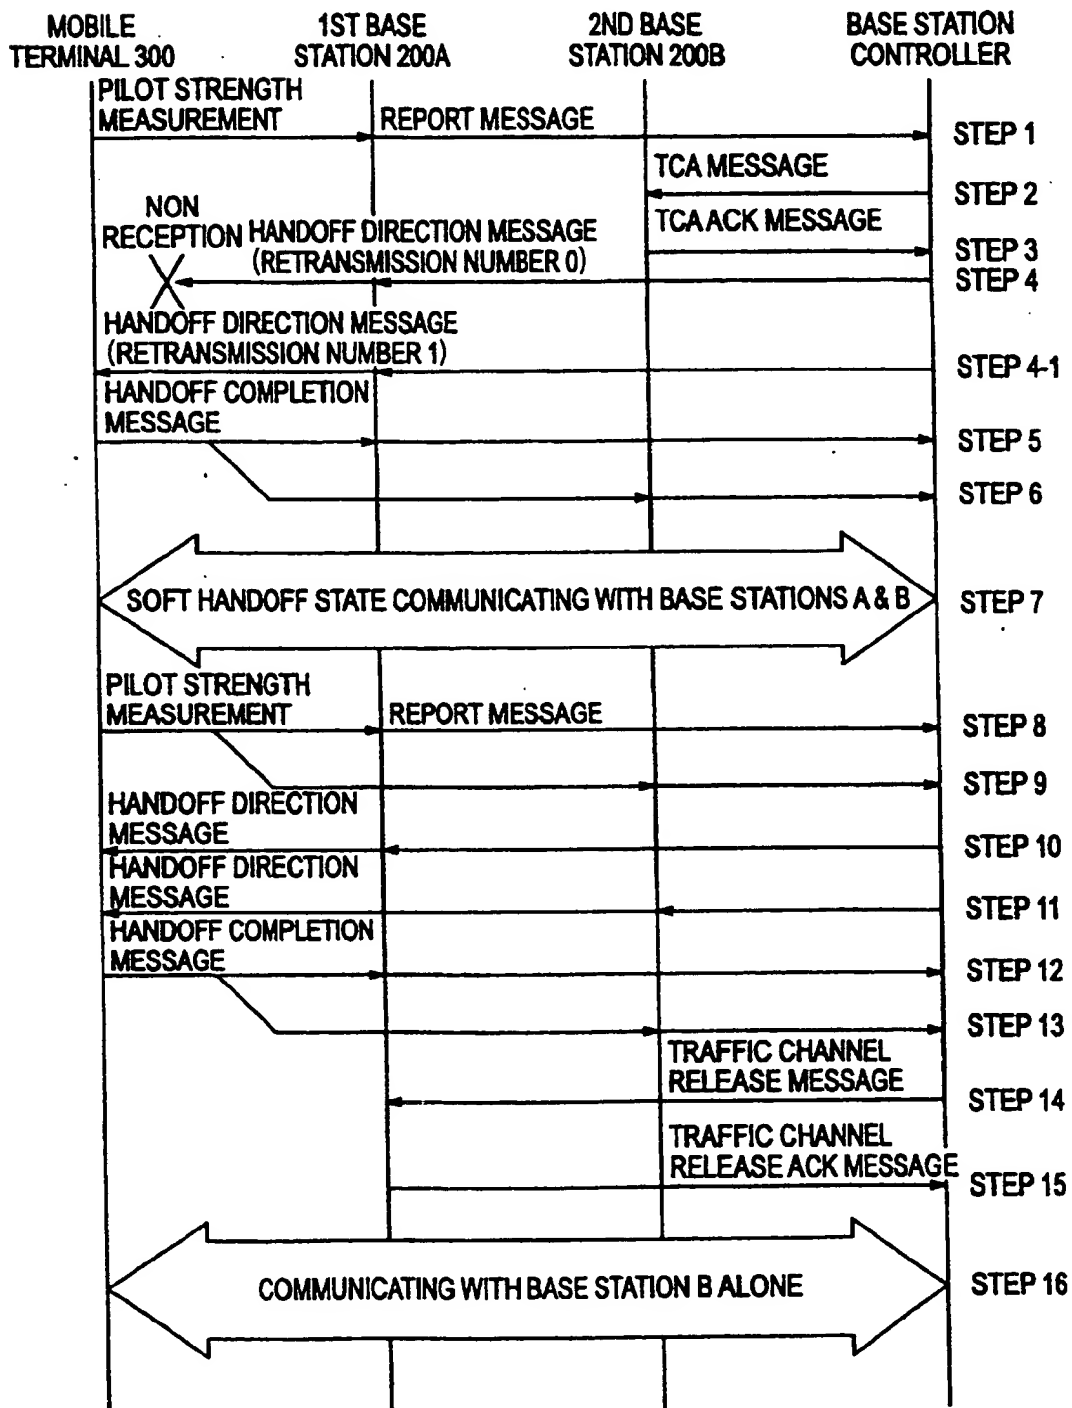 MOBILE
TERMINAL 300
1ST BASE
STATION 200A
2ND BASE
STATION 200B
BASE STATION
CONTROLLER
PILOT STRENGTH
MEASUREMENT
REPORT MESSAGE
STEP 1
TCA MESSAGE
STEP 2
TCA ACK MESSAGE
STEP 3
NON
RECEPTION
HANDOFF DIRECTION MESSAGE
(RETRANSMISSION NUMBER 0)
STEP 4
HANDOFF DIRECTION MESSAGE
(RETRANSMISSION NUMBER 1)
STEP 4-1
HANDOFF COMPLETION
MESSAGE
STEP 5
STEP 6
SOFT HANDOFF STATE COMMUNICATING WITH BASE STATIONS A & B
STEP 7
PILOT STRENGTH
MEASUREMENT
REPORT MESSAGE
STEP 8
STEP 9
HANDOFF DIRECTION
MESSAGE
STEP 10
HANDOFF DIRECTION
MESSAGE
STEP 11
HANDOFF COMPLETION
MESSAGE
STEP 12
STEP 13
TRAFFIC CHANNEL
RELEASE MESSAGE
STEP 14
TRAFFIC CHANNEL
RELEASE ACK MESSAGE
STEP 15
COMMUNICATING WITH BASE STATION B ALONE
STEP 16